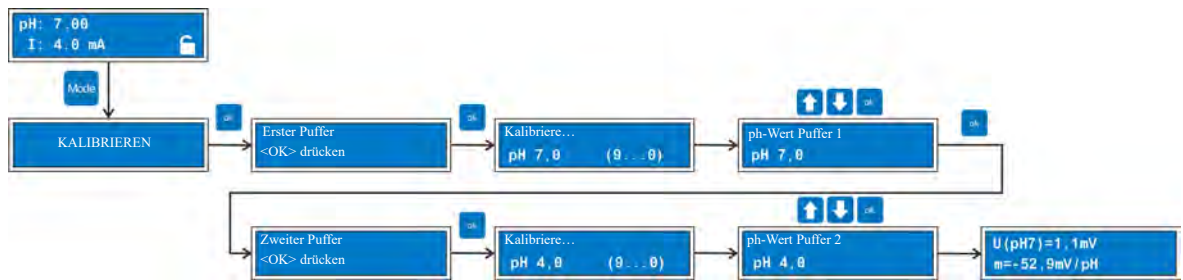 pH: 7.00
I: 4.0 mA
Mode
KALIBRIEREN
ok
Erster Puffer
<OK> drücken
ok
Kalibriere...
pH 7,0 (9...0)
ok
ph-Wert Puffer 1
pH 7,0
ok
Zweiter Puffer
<OK> drücken
ok
Kalibriere...
pH 4,0 (9...0)
ok
ph-Wert Puffer 2
pH 4,0
U(pH7)=1,1mV
m=-52,9mV/pH